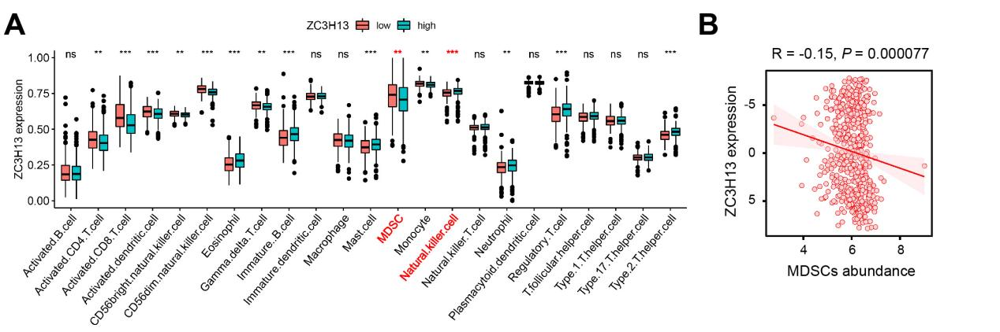 A
ZC3H13 low high
ns ** *** *** ** *** *** ** *** ns ns *** ** ** *** ns ** ns *** ns ns ns ***
ZC3H13 expression
1.00
0.75
0.50
0.25
0.00
Activated.B.cell
Activated.CD4.T.cell
Activated.CD8.T.cell
Activated.dendritic.cell
CD56bright.natural.killer.cell
CD56dim.natural.killer.cell
Eosinophil
Gamma.delta.T.cell
Immature..B.cell
Immature.dendritic.cell
Macrophage
Mast.cell
MDSC
Monocyte
Natural.killer.cell
Natural.killer.T.cell
Neutrophil
Plasmacytoid.dendritic.cell
Regulatory.T.cell
T.follicular.helper.cell
Type.1.T.helper.cell
Type.17.T.helper.cell
Type.2.T.helper.cell
B
R = -0.15, P = 0.000077
ZC3H13 expression
-5
0
5
4 6 8
MDSCs abundance